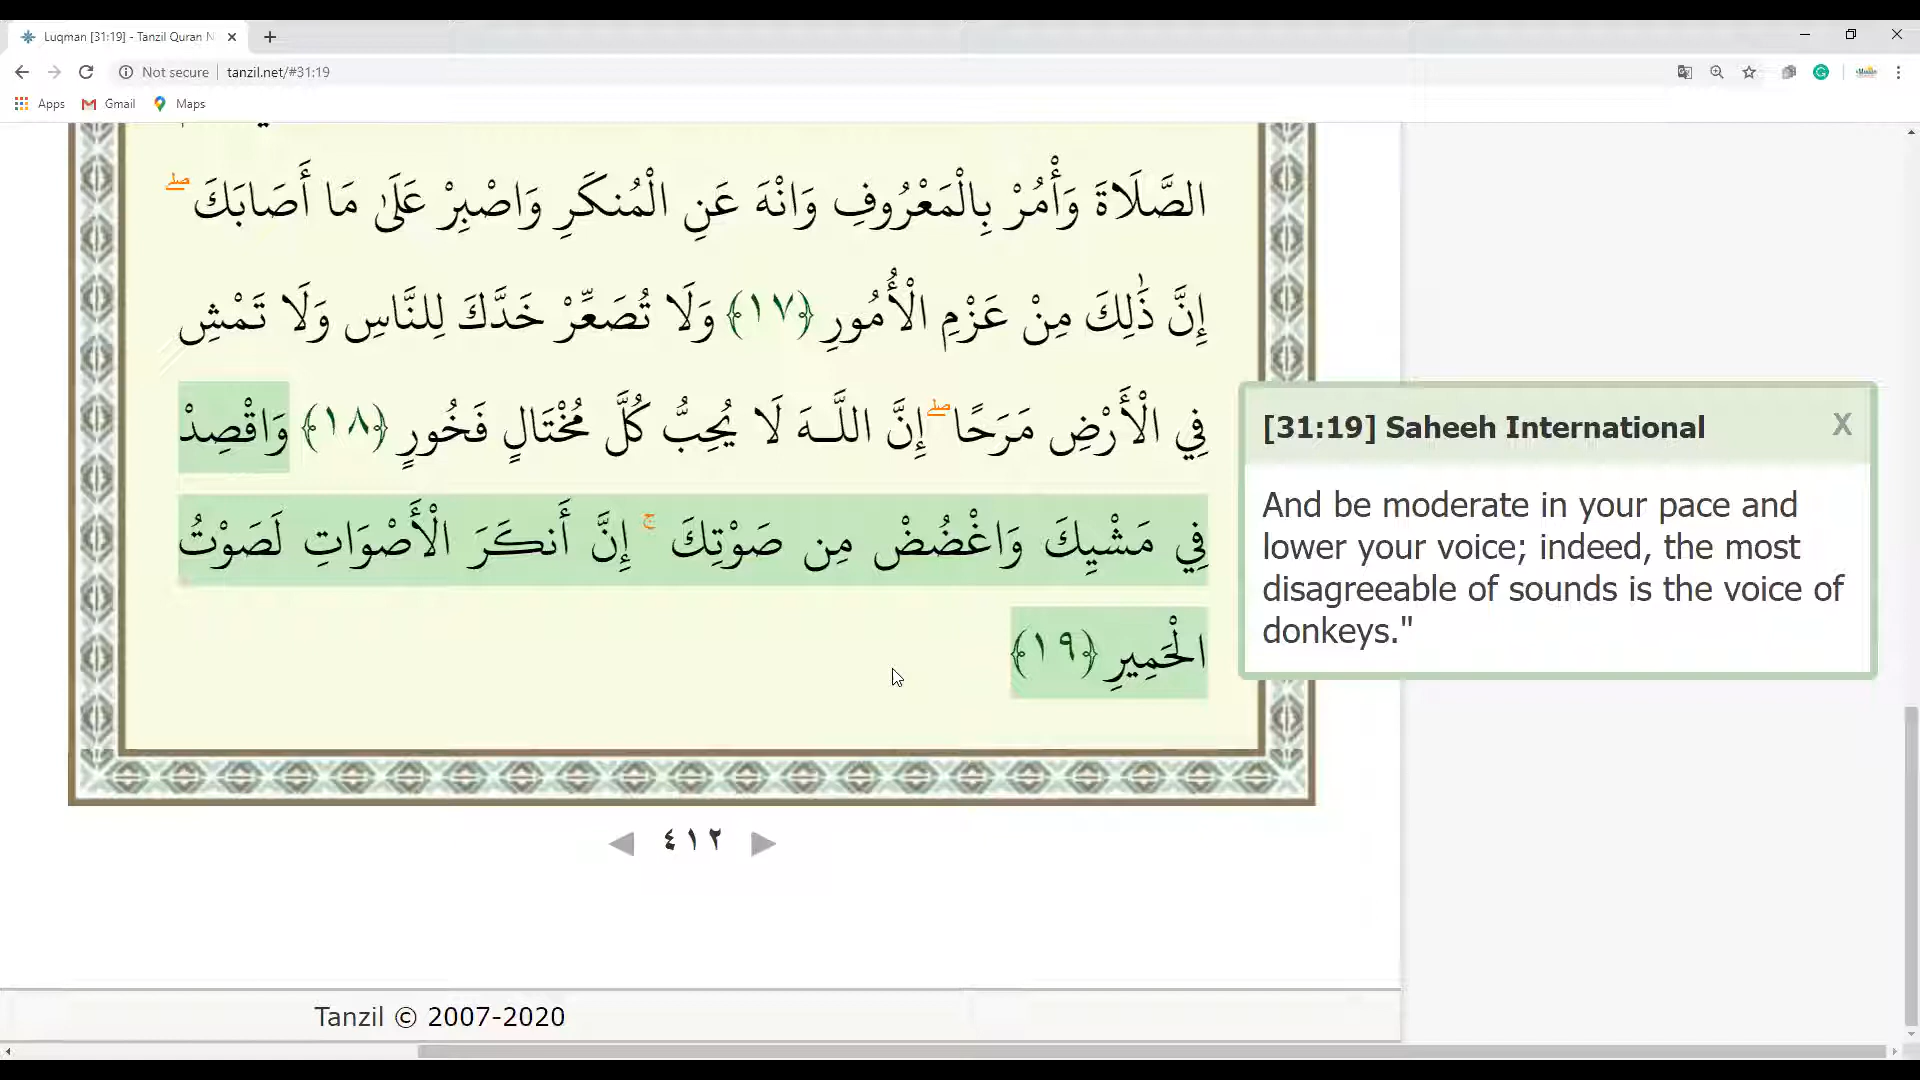 Luqman [31:19] - Tanzil Quran N
Not secure
tanzil.net/#31:19
Apps
Gmail
Maps
الصَّلَاةَ وَأْمُرْ بِالْمَعْرُوفِ وَانْهَ عَنِ الْمُنكَرِ وَاصْبِرْ عَلَىٰ مَا أَصَابَكَ ۖ
إِنَّ ذَٰلِكَ مِنْ عَزْمِ الْأُمُورِ ﴿١٧﴾ وَلَا تُصَعِّرْ خَدَّكَ لِلنَّاسِ وَلَا تَمْشِ
فِي الْأَرْضِ مَرَحًا ۖ إِنَّ اللَّـهَ لَا يُحِبُّ كُلَّ مُخْتَالٍ فَخُورٍ ﴿١٨﴾ وَاقْصِدْ
فِي مَشْيِكَ وَاغْضُضْ مِن صَوْتِكَ ۚ إِنَّ أَنكَرَ الْأَصْوَاتِ لَصَوْتُ
الْحَمِيرِ ﴿١٩﴾
[31:19] Saheeh International
X
And be moderate in your pace and
lower your voice; indeed, the most
disagreeable of sounds is the voice of
donkeys."
٤١٢
Tanzil © 2007-2020